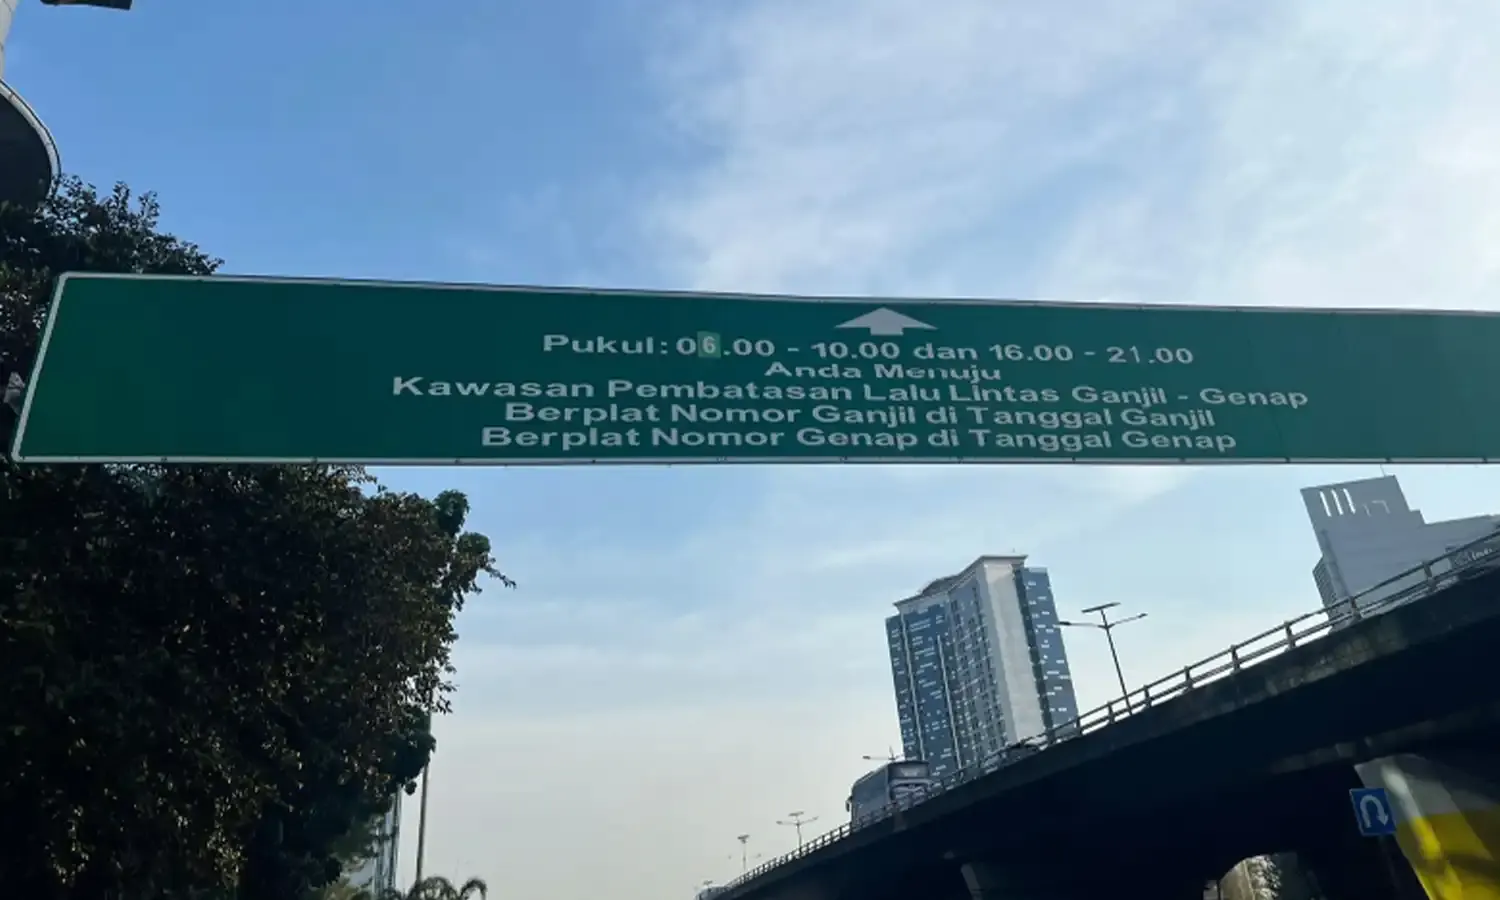 Pukul: 06.00 - 10.00 dan 16.00 - 21.00
Anda Menuju
Kawasan Pembatasan Lalu Lintas Ganjil - Genap
Berplat Nomor Ganjil di Tanggal Ganjil
Berplat Nomor Genap di Tanggal Genap